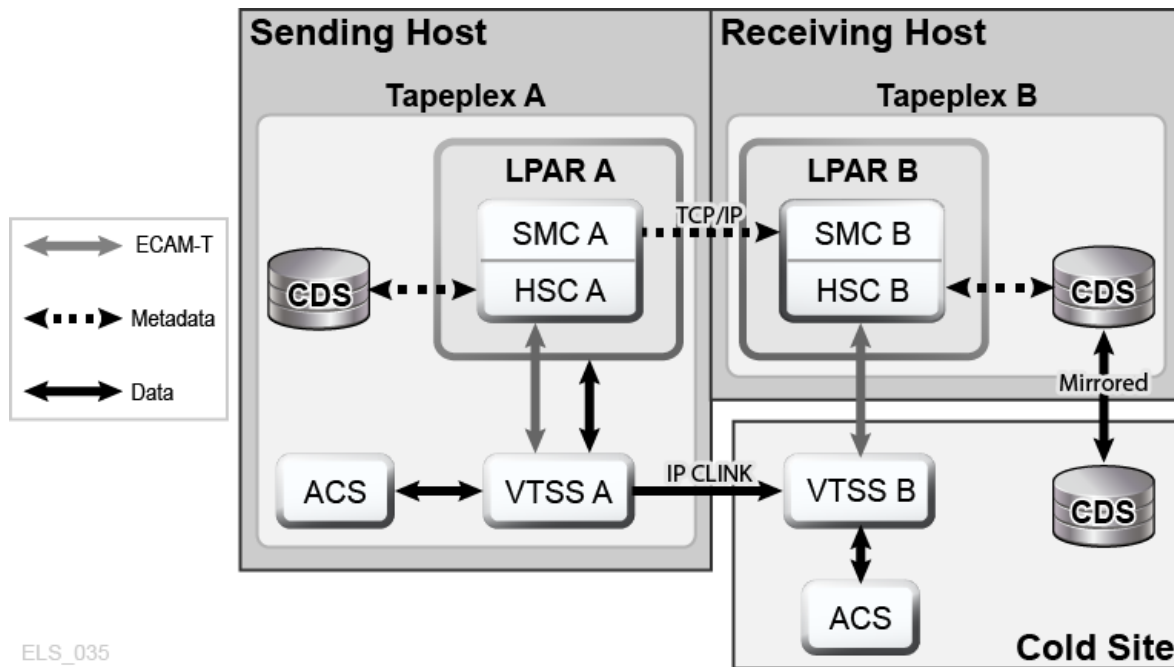 Sending Host
Receiving Host
Tapeplex A
Tapeplex B
LPAR A
LPAR B
ECAM-T
Metadata
Data
SMC A
HSC A
TCP/IP
SMC B
HSC B
CDS
CDS
Mirrored
ACS
VTSS A
IP CLINK
VTSS B
CDS
ACS
Cold Site
ELS_035